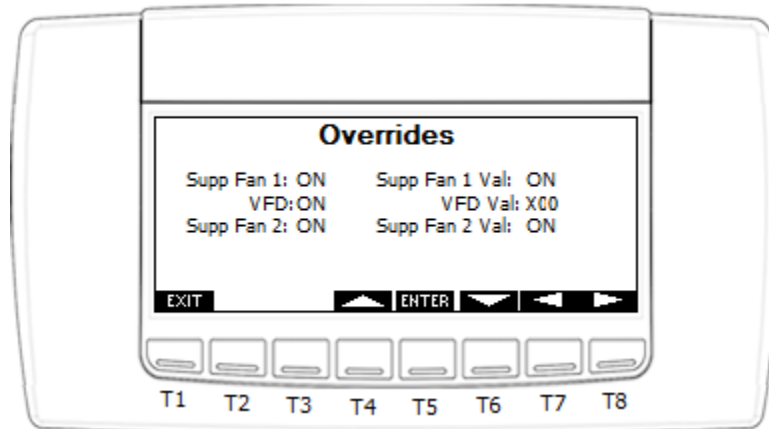 Overrides
Supp Fan 1: ON Supp Fan 1 Val: ON
VFD: ON VFD Val: X00
Supp Fan 2: ON Supp Fan 2 Val: ON
EXIT ENTER
T1 T2 T3 T4 T5 T6 T7 T8